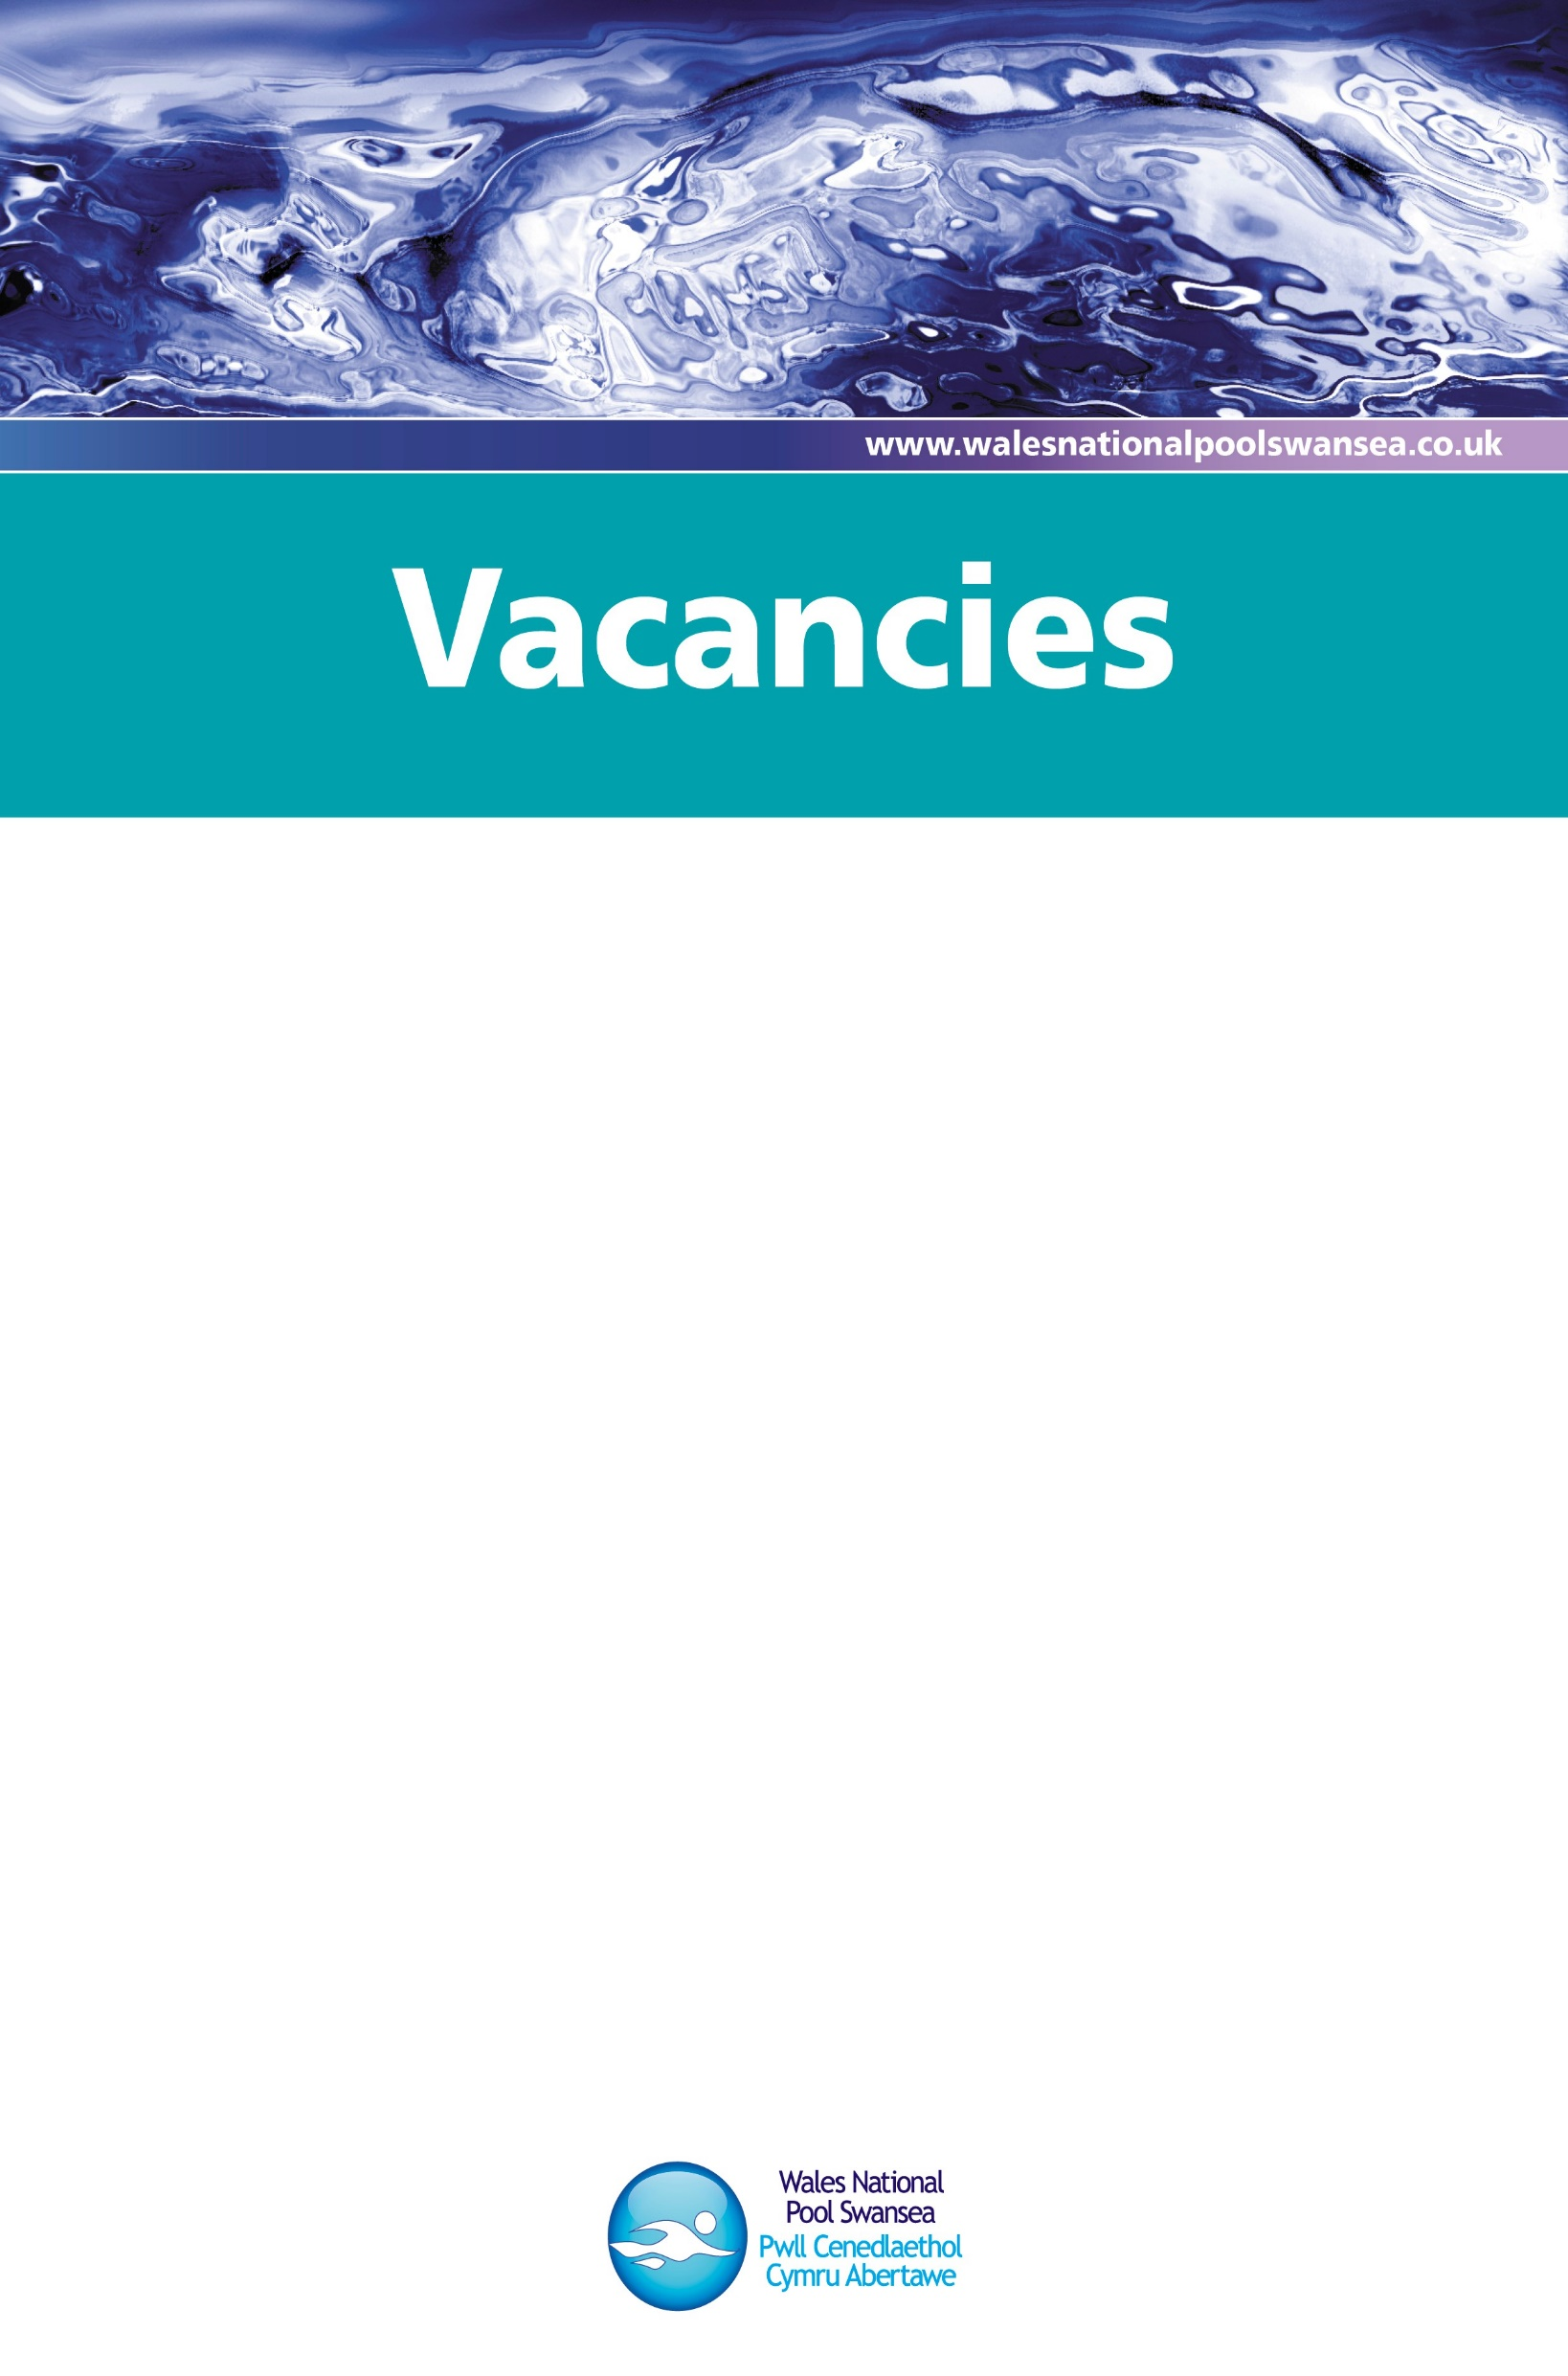 www.walesnationalpoolswansea.co.uk
Vacancies
Wales National
Pool Swansea
Pwll Cenedlaethol
Cymru Abertawe